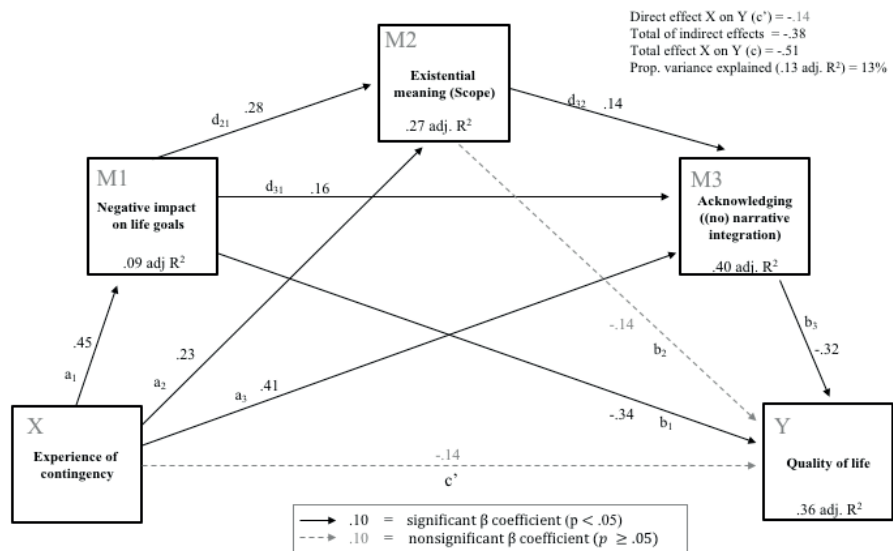 Direct effect X on Y (c’) = -.14
Total of indirect effects = -.38
Total effect X on Y (c) = -.51
Prop. variance explained (.13 adj. R²) = 13%
M2
Existential
meaning (Scope)
.27 adj. R²
.28
d₂₁
d₃₂ .14
M1
Negative impact
on life goals
.09 adj R²
d₃₁ .16
M3
Acknowledging
((no) narrative
integration)
.40 adj. R²
.45
a₁
.23
a₂
a₃ .41
-.14
b₂
b₃
-.32
-.34 b₁
X
Experience of
contingency
-.14
c’
Y
Quality of life
.36 adj. R²
.10 = significant β coefficient (p < .05)
.10 = nonsignificant β coefficient (p ≥ .05)